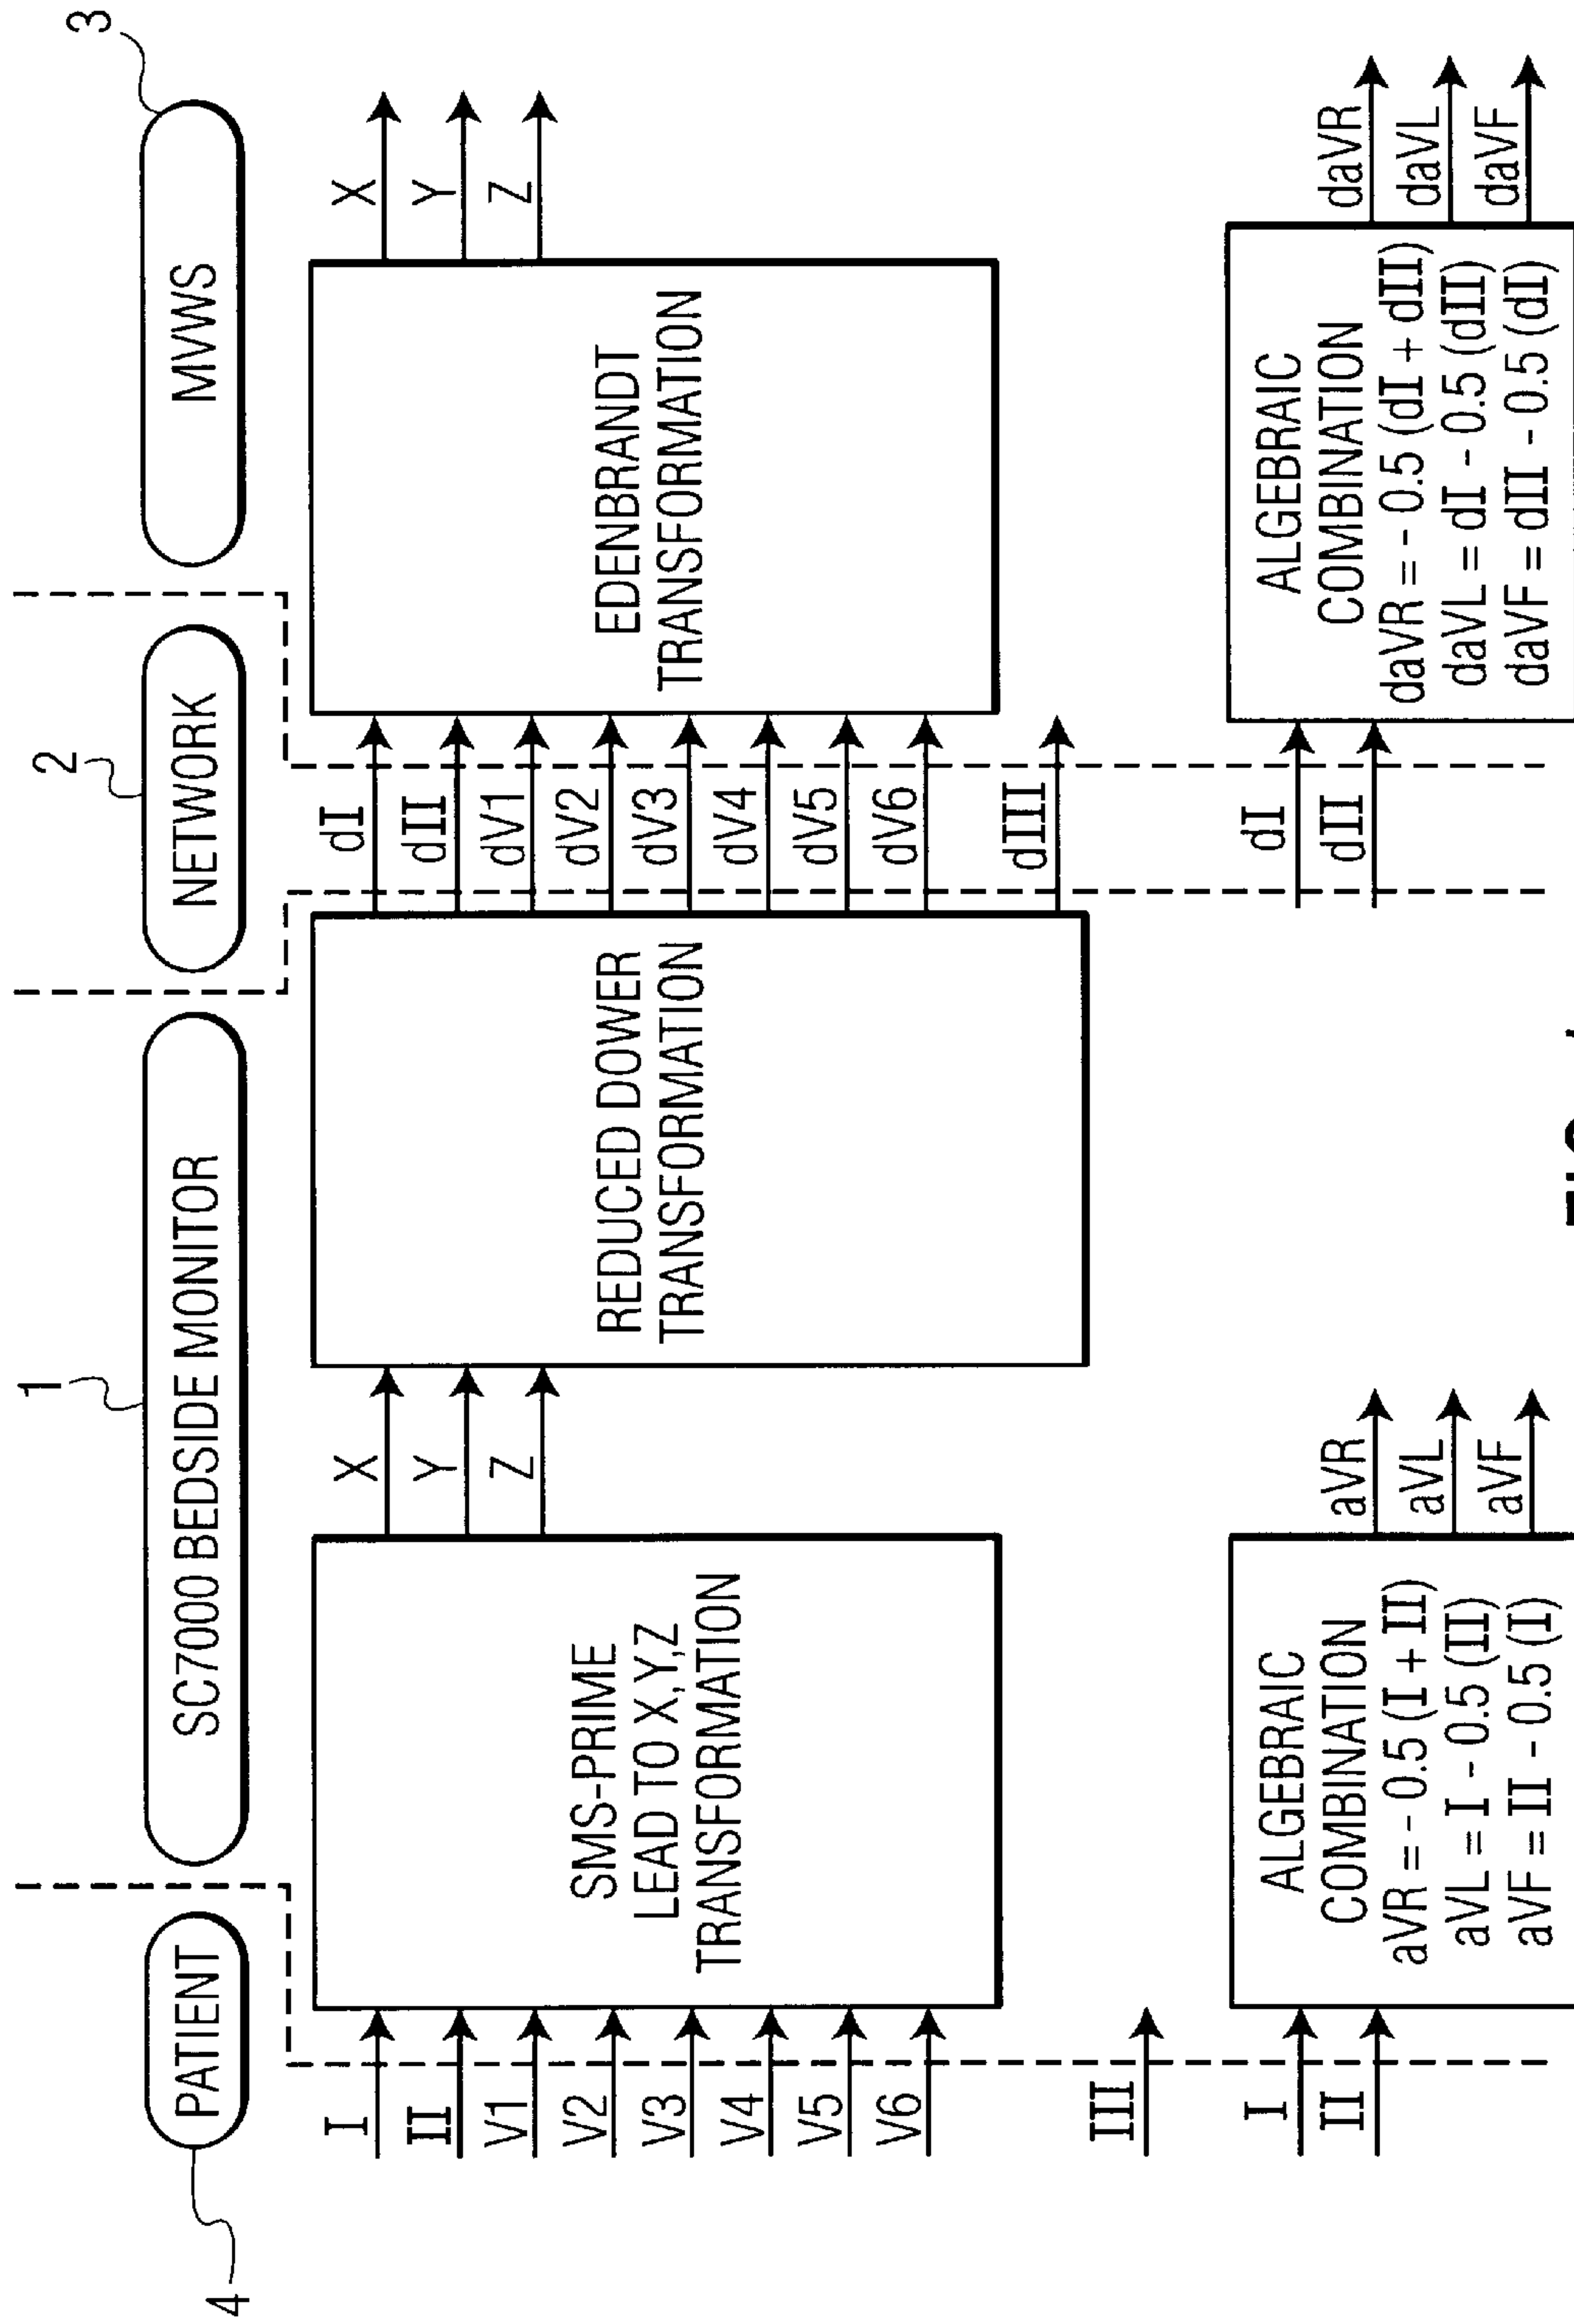 1
2
3
4
PATIENT
SC7000 BEDSIDE MONITOR
NETWORK
MVWS
I
II
V1
V2
V3
V4
V5
V6
III
SMS-PRIME
LEAD TO X,Y,Z
TRANSFORMATION
X
Y
Z
REDUCED DOWER
TRANSFORMATION
dI
dII
dV1
dV2
dV3
dV4
dV5
dV6
dIII
EDENBRANDT
TRANSFORMATION
X
Y
Z
I
II
ALGEBRAIC
COMBINATION
aVR = - 0.5 (I + II)
aVL = I - 0.5 (II)
aVF = II - 0.5 (I)
aVR
aVL
aVF
dI
dII
ALGEBRAIC
COMBINATION
daVR = - 0.5 (dI + dII)
daVL = dI - 0.5 (dII)
daVF = dII - 0.5 (dI)
daVR
daVL
daVF